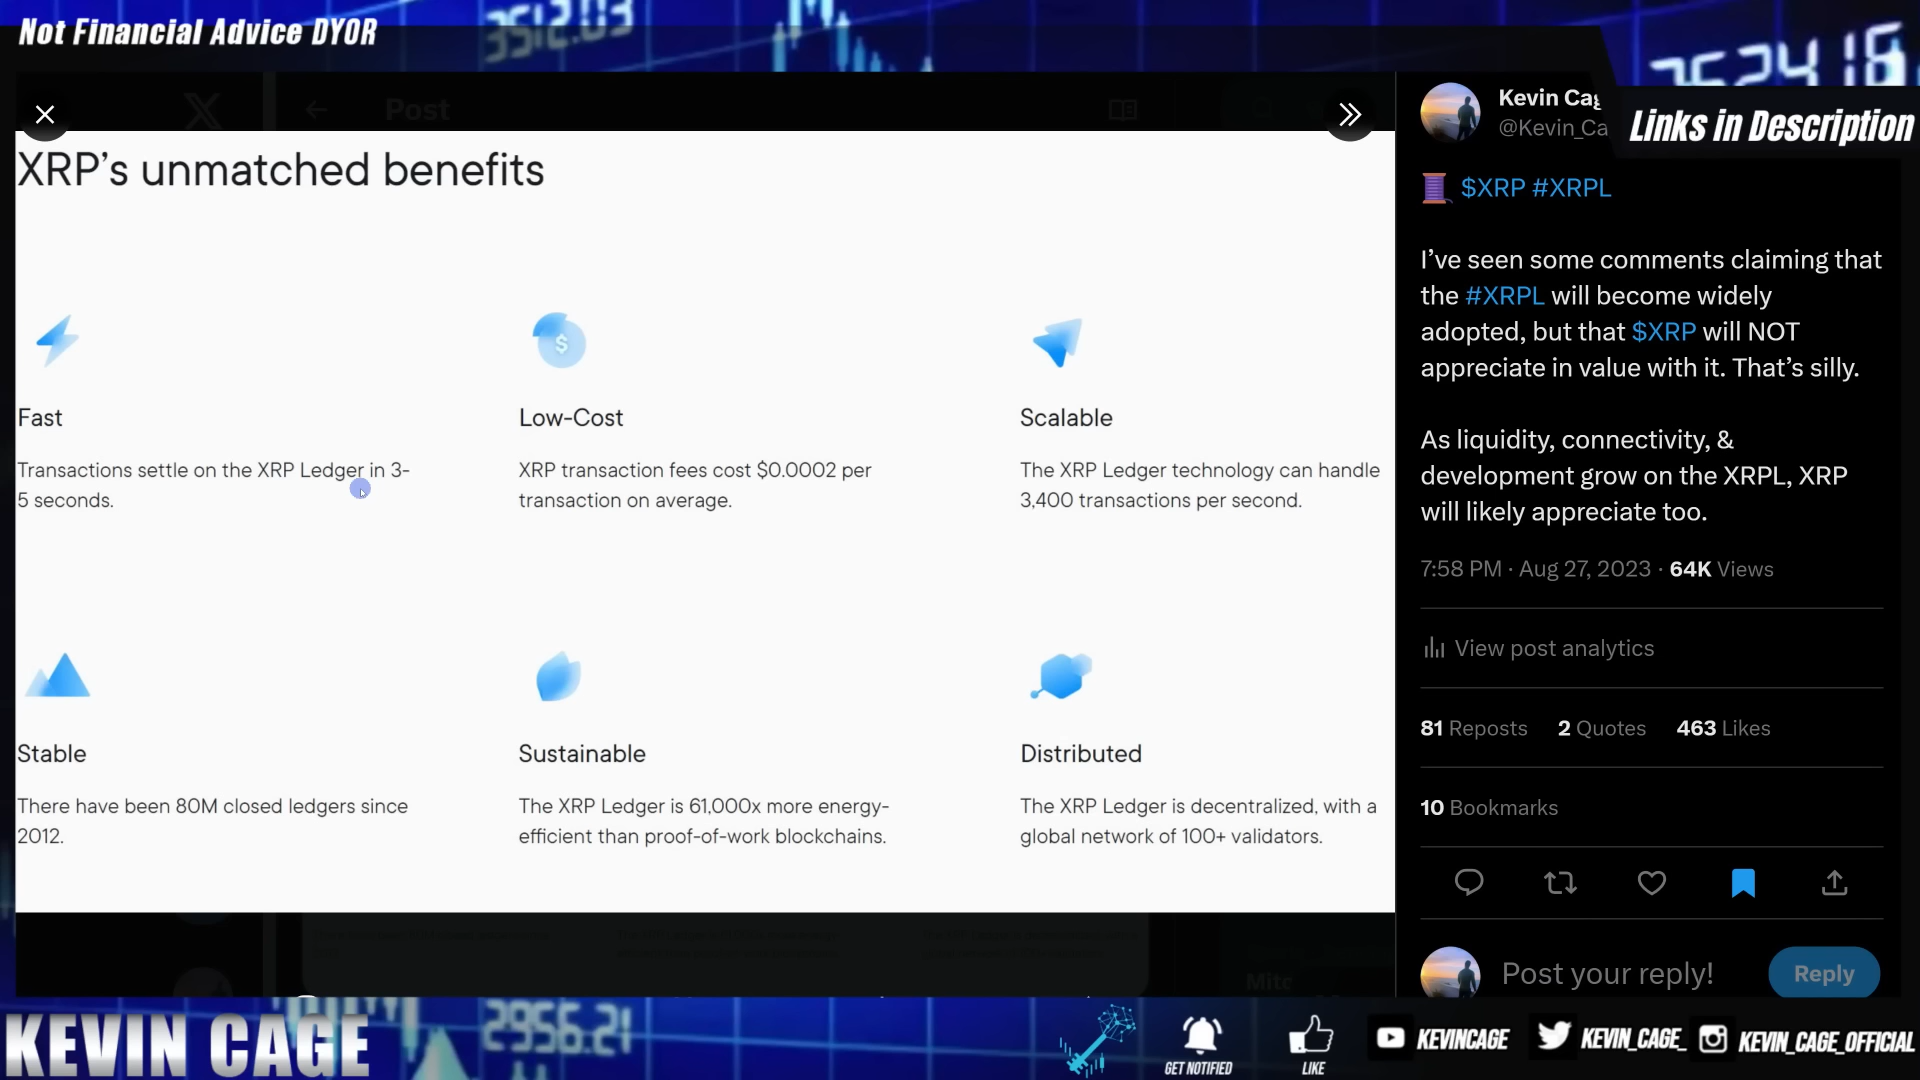 Not Financial Advice DYOR
3512.03
Post
Links in Description
XRP's unmatched benefits
Fast
Transactions settle on the XRP Ledger in 3-
5 seconds.
Low-Cost
XRP transaction fees cost $0.0002 per
transaction on average.
Scalable
The XRP Ledger technology can handle
3,400 transactions per second.
Stable
There have been 80M closed ledgers since
2012.
Sustainable
The XRP Ledger is 61,000x more energy-
efficient than proof-of-work blockchains.
Distributed
The XRP Ledger is decentralized, with a
global network of 100+ validators.
Kevin Cag
@Kevin_Ca
$XRP #XRPL
I've seen some comments claiming that
the #XRPL will become widely
adopted, but that $XRP will NOT
appreciate in value with it. That's silly.
As liquidity, connectivity, &
development grow on the XRPL, XRP
will likely appreciate too.
7:58 PM · Aug 27, 2023 · 64K Views
View post analytics
81 Reposts 2 Quotes 463 Likes
10 Bookmarks
Post your reply!
Reply
KEVIN CAGE
2956.21
GET NOTIFIED
LIKE
KEVINCAGE
KEVIN_CAGE_
KEVIN_CAGE_OFFICIAL